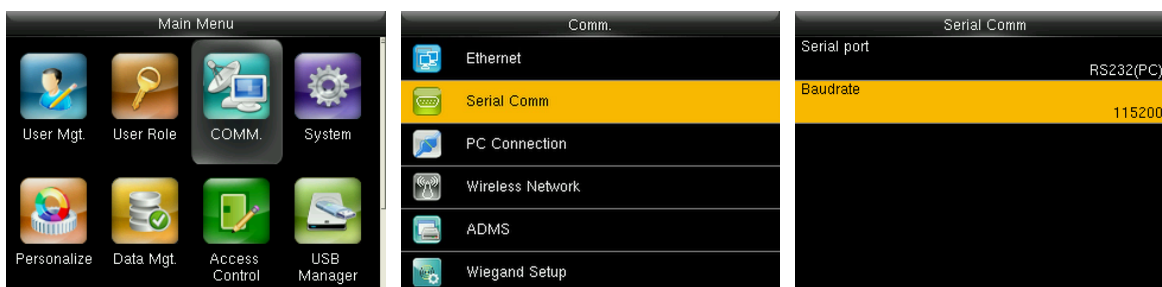 Main Menu
User Mgt.
User Role
COMM.
System
Personalize
Data Mgt.
Access
Control
USB
Manager
Comm.
Ethernet
Serial Comm
PC Connection
Wireless Network
ADMS
Wiegand Setup
Serial Comm
Serial port
RS232(PC)
Baudrate
115200